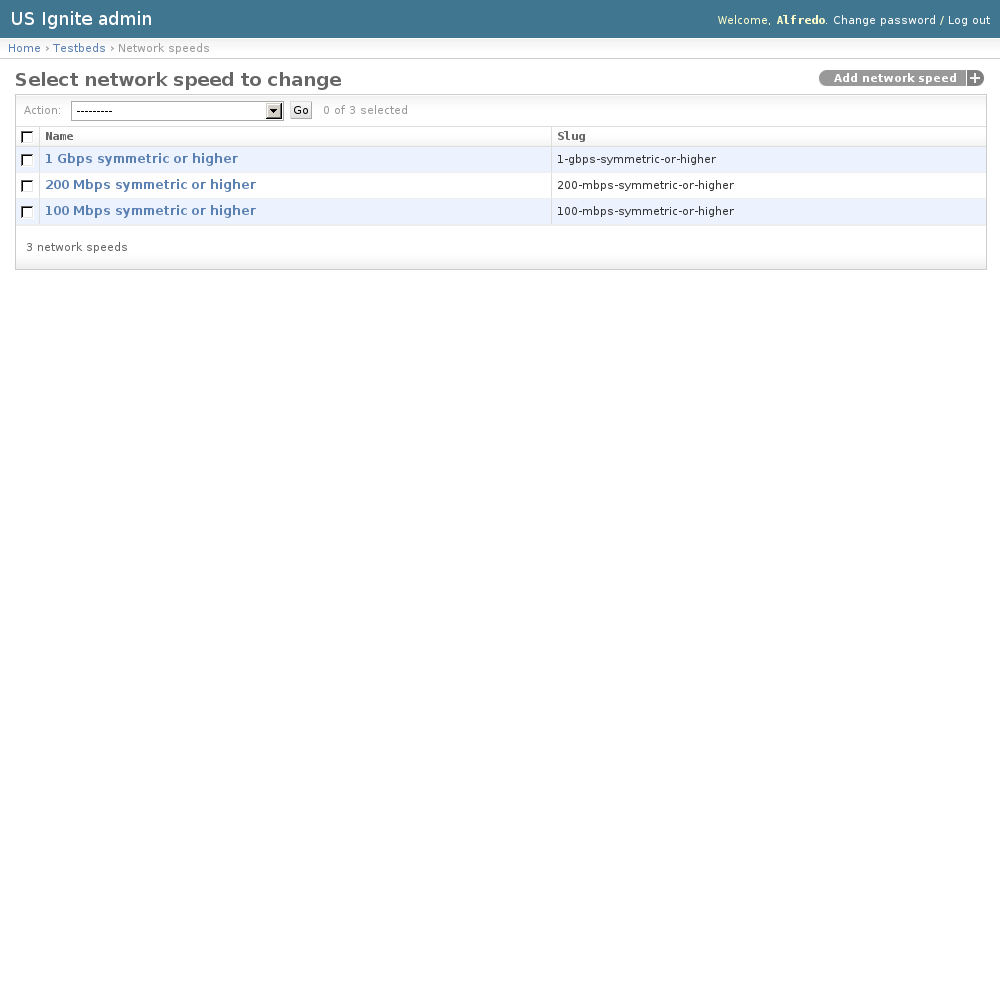 US Ignite admin
Welcome, Alfredo. Change password / Log out
Home › Testbeds › Network speeds
Select network speed to change
Add network speed +
Action: --------- Go 0 of 3 selected
Name Slug
1 Gbps symmetric or higher 1-gbps-symmetric-or-higher
200 Mbps symmetric or higher 200-mbps-symmetric-or-higher
100 Mbps symmetric or higher 100-mbps-symmetric-or-higher
3 network speeds